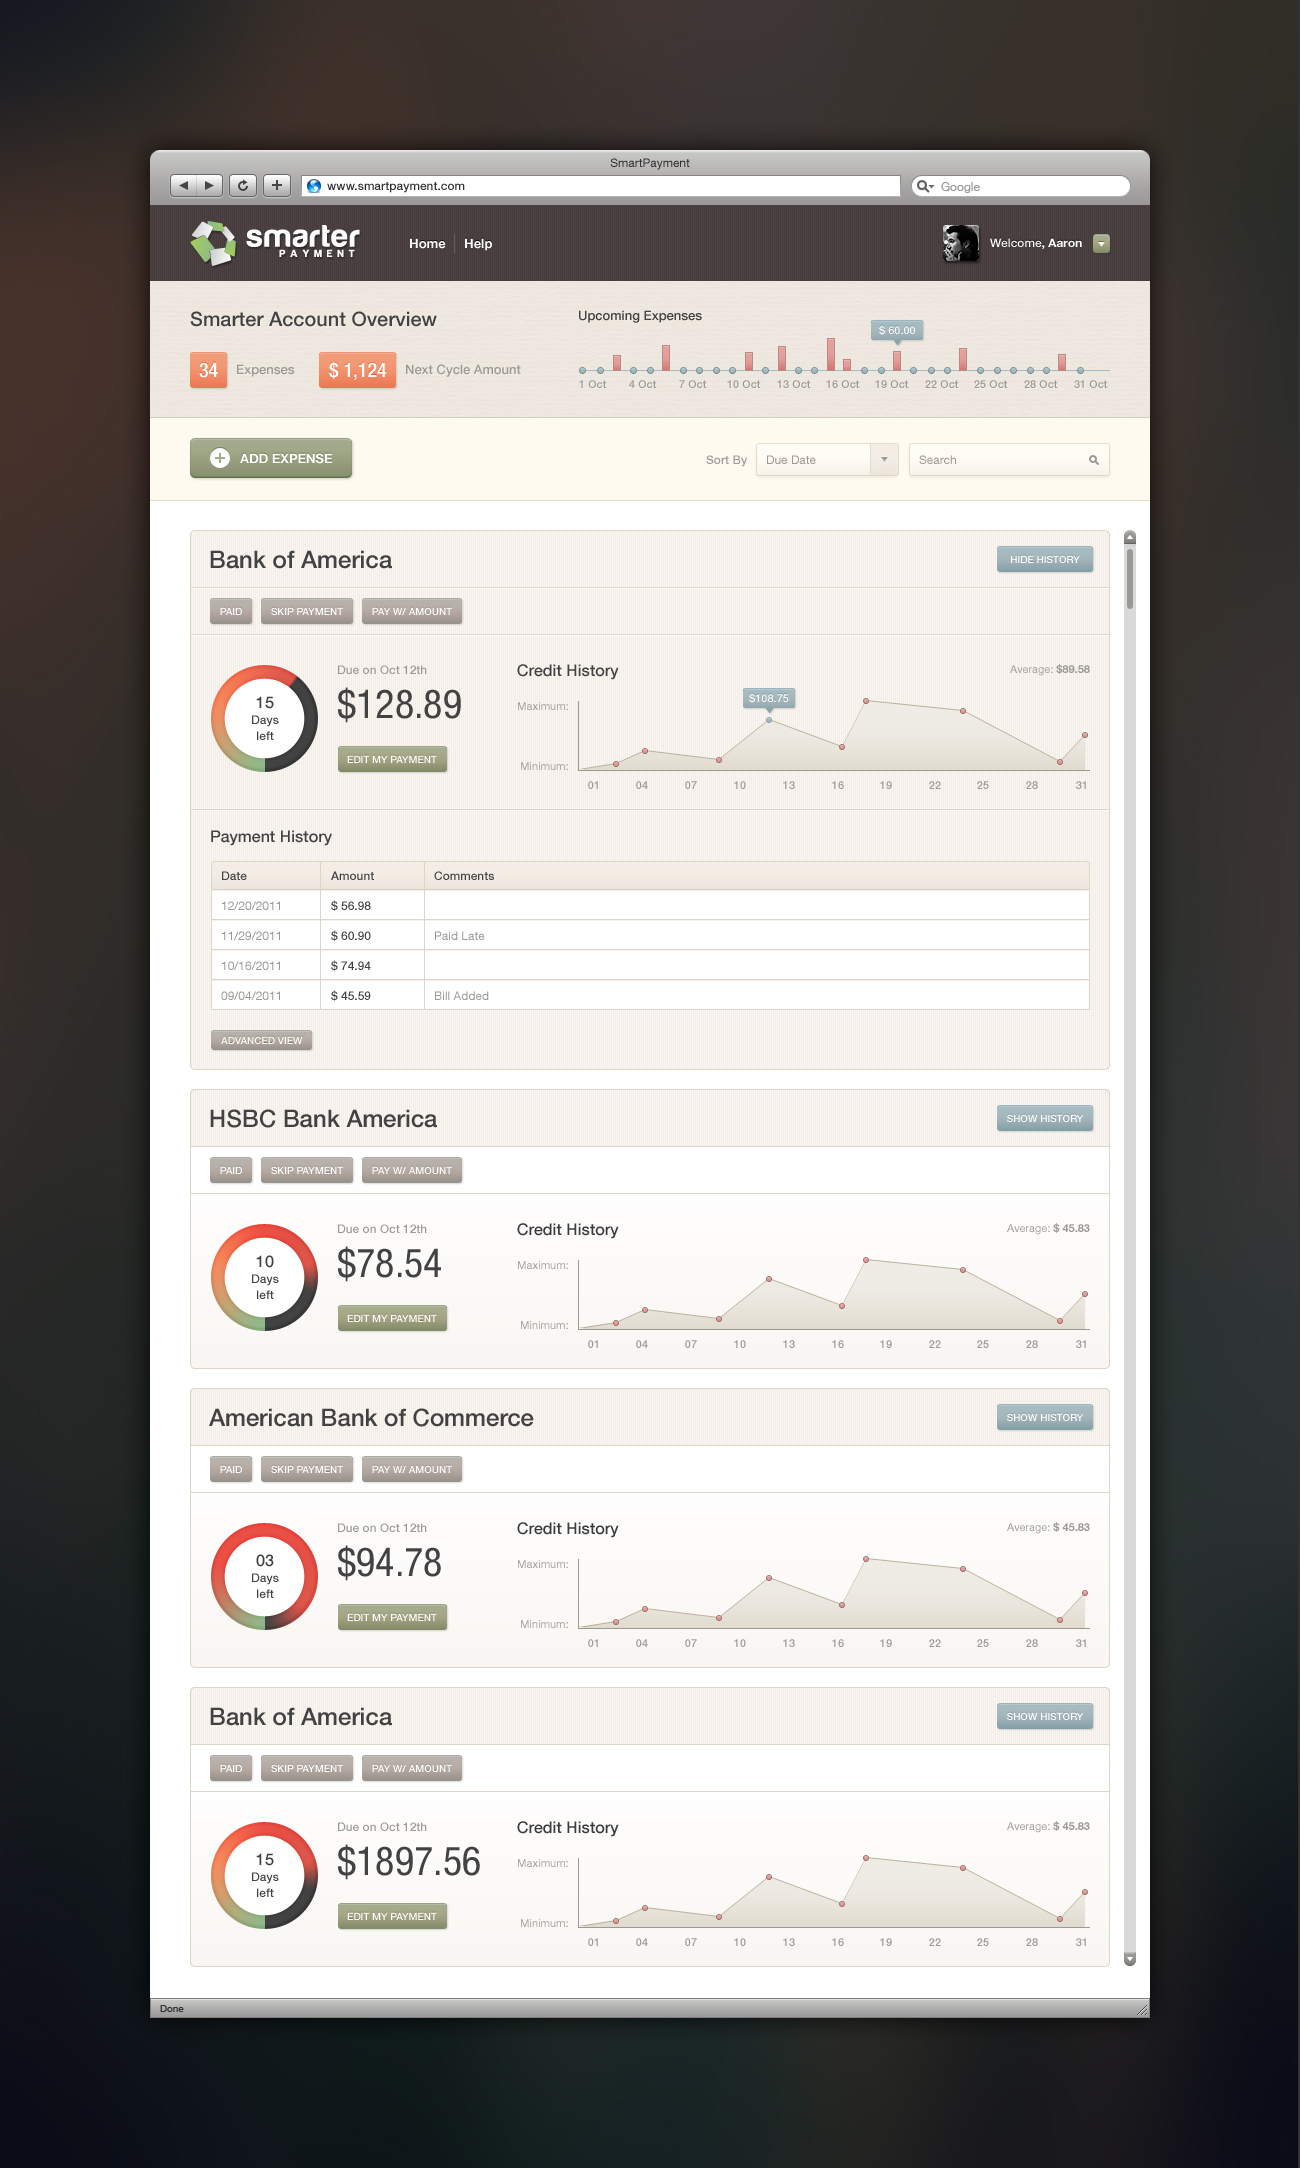 SmartPayment
www.smartpayment.com
Google
smarter
PAYMENT
Home
Help
Welcome, Aaron
Smarter Account Overview
34 Expenses
$ 1,124 Next Cycle Amount
Upcoming Expenses
$ 60.00
1 Oct 4 Oct 7 Oct 10 Oct 13 Oct 16 Oct 19 Oct 22 Oct 25 Oct 28 Oct 31 Oct
ADD EXPENSE
Sort By Due Date
Search
Bank of America
HIDE HISTORY
PAID SKIP PAYMENT PAY W/ AMOUNT
15
Days
left
Due on Oct 12th
$128.89
EDIT MY PAYMENT
Credit History
Average: $89.58
$108.75
Maximum:
Minimum:
01 04 07 10 13 16 19 22 25 28 31
Payment History
Date Amount Comments
12/20/2011 $ 56.98
11/29/2011 $ 60.90 Paid Late
10/16/2011 $ 74.94
09/04/2011 $ 45.59 Bill Added
ADVANCED VIEW
HSBC Bank America
SHOW HISTORY
PAID SKIP PAYMENT PAY W/ AMOUNT
10
Days
left
Due on Oct 12th
$78.54
EDIT MY PAYMENT
Credit History
Average: $ 45.83
Maximum:
Minimum:
01 04 07 10 13 16 19 22 25 28 31
American Bank of Commerce
SHOW HISTORY
PAID SKIP PAYMENT PAY W/ AMOUNT
03
Days
left
Due on Oct 12th
$94.78
EDIT MY PAYMENT
Credit History
Average: $ 45.83
Maximum:
Minimum:
01 04 07 10 13 16 19 22 25 28 31
Bank of America
SHOW HISTORY
PAID SKIP PAYMENT PAY W/ AMOUNT
15
Days
left
Due on Oct 12th
$1897.56
EDIT MY PAYMENT
Credit History
Average: $ 45.83
Maximum:
Minimum:
01 04 07 10 13 16 19 22 25 28 31
Done